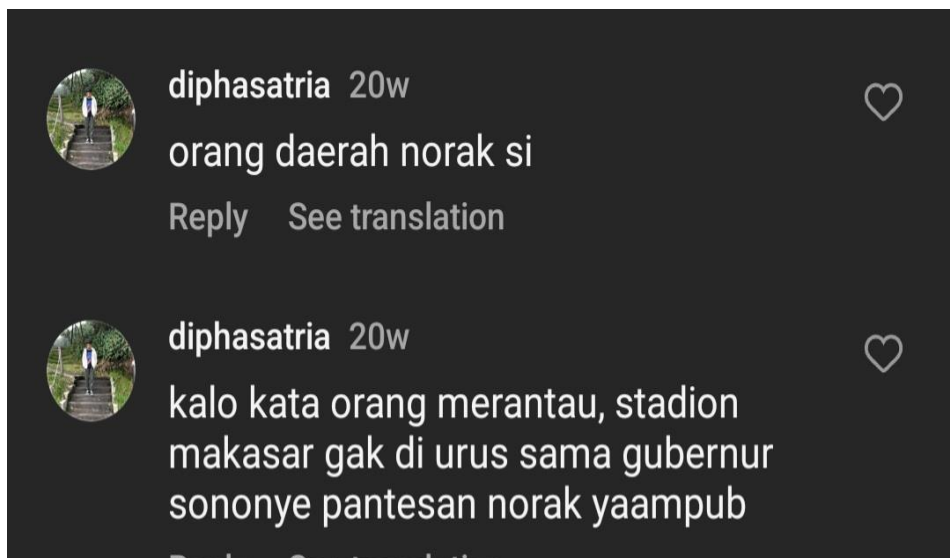 diphasatria 20w
orang daerah norak si
Reply See translation
diphasatria 20w
kalo kata orang merantau, stadion
makasar gak di urus sama gubernur
sononye pantesan norak yaampub